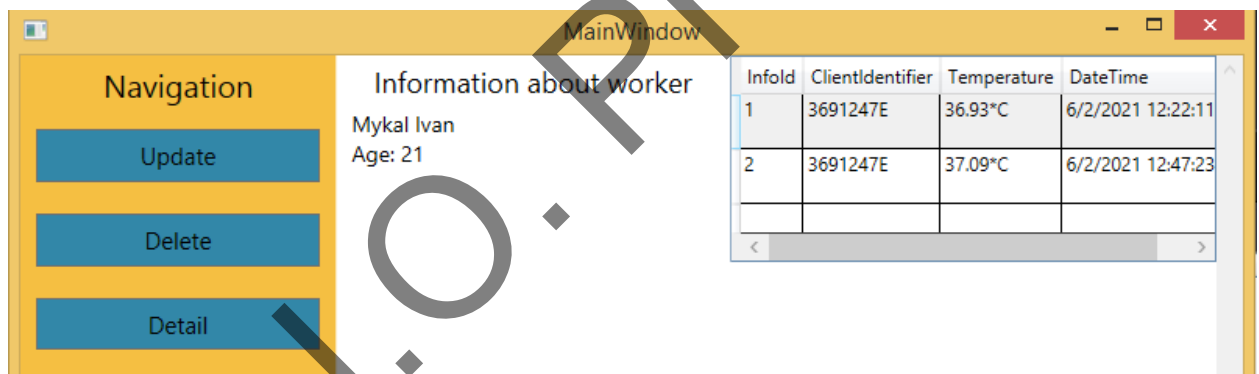 MainWindow
Navigation
Update
Delete
Detail
Information about worker
Mykal Ivan
Age: 21
InfoId ClientIdentifier Temperature DateTime
1 3691247E 36.93*C 6/2/2021 12:22:11
2 3691247E 37.09*C 6/2/2021 12:47:23